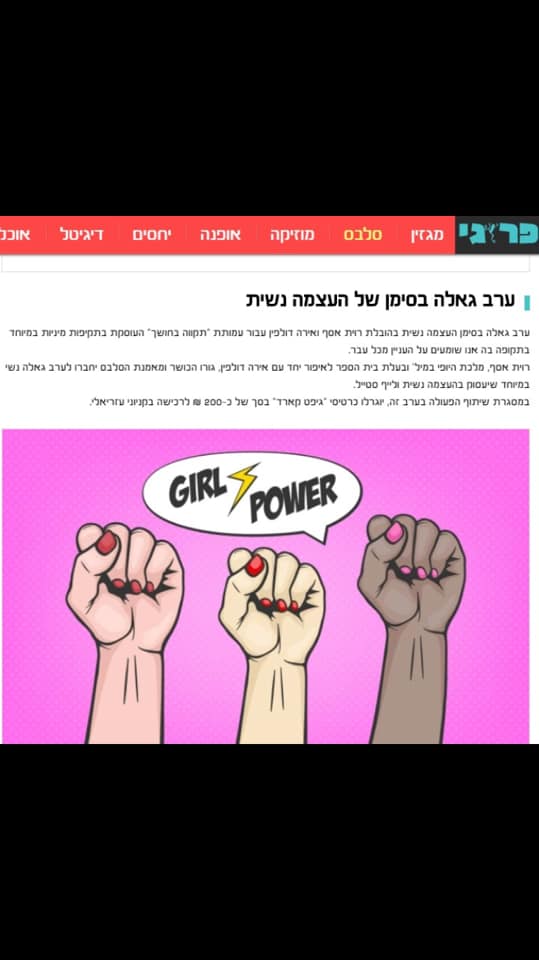 פראגי מגזין סלבס מוזיקה אופנה יחסים דיגיטל אוכל
ערב גאלה בסימן של העצמה נשית
ערב גאלה בסימן העצמה נשית בהובלת רוית אסף ואירה דולפין עבור עמותת "תקווה בחושך" העוסקת בתקיפות מיניות במיוחד
בתקופה בה אנו שומעים על העניין מכל עבר.
רוית אסף, מלכת היופי במיל' ובעלת בית הספר לאיפור יחד עם אירה דולפין, גורו הכושר ומאמנת הסלבס יחברו לערב גאלה נשי
במיוחד שיעסוק בהעצמה נשית ולייף סטייל.
במסגרת שיתוף הפעולה בערב זה, יוגרלו כרטיסי "גיפט קארד" בסך של כ-200 ₪ לרכישה בקניוני עזריאלי.
GIRL
POWER